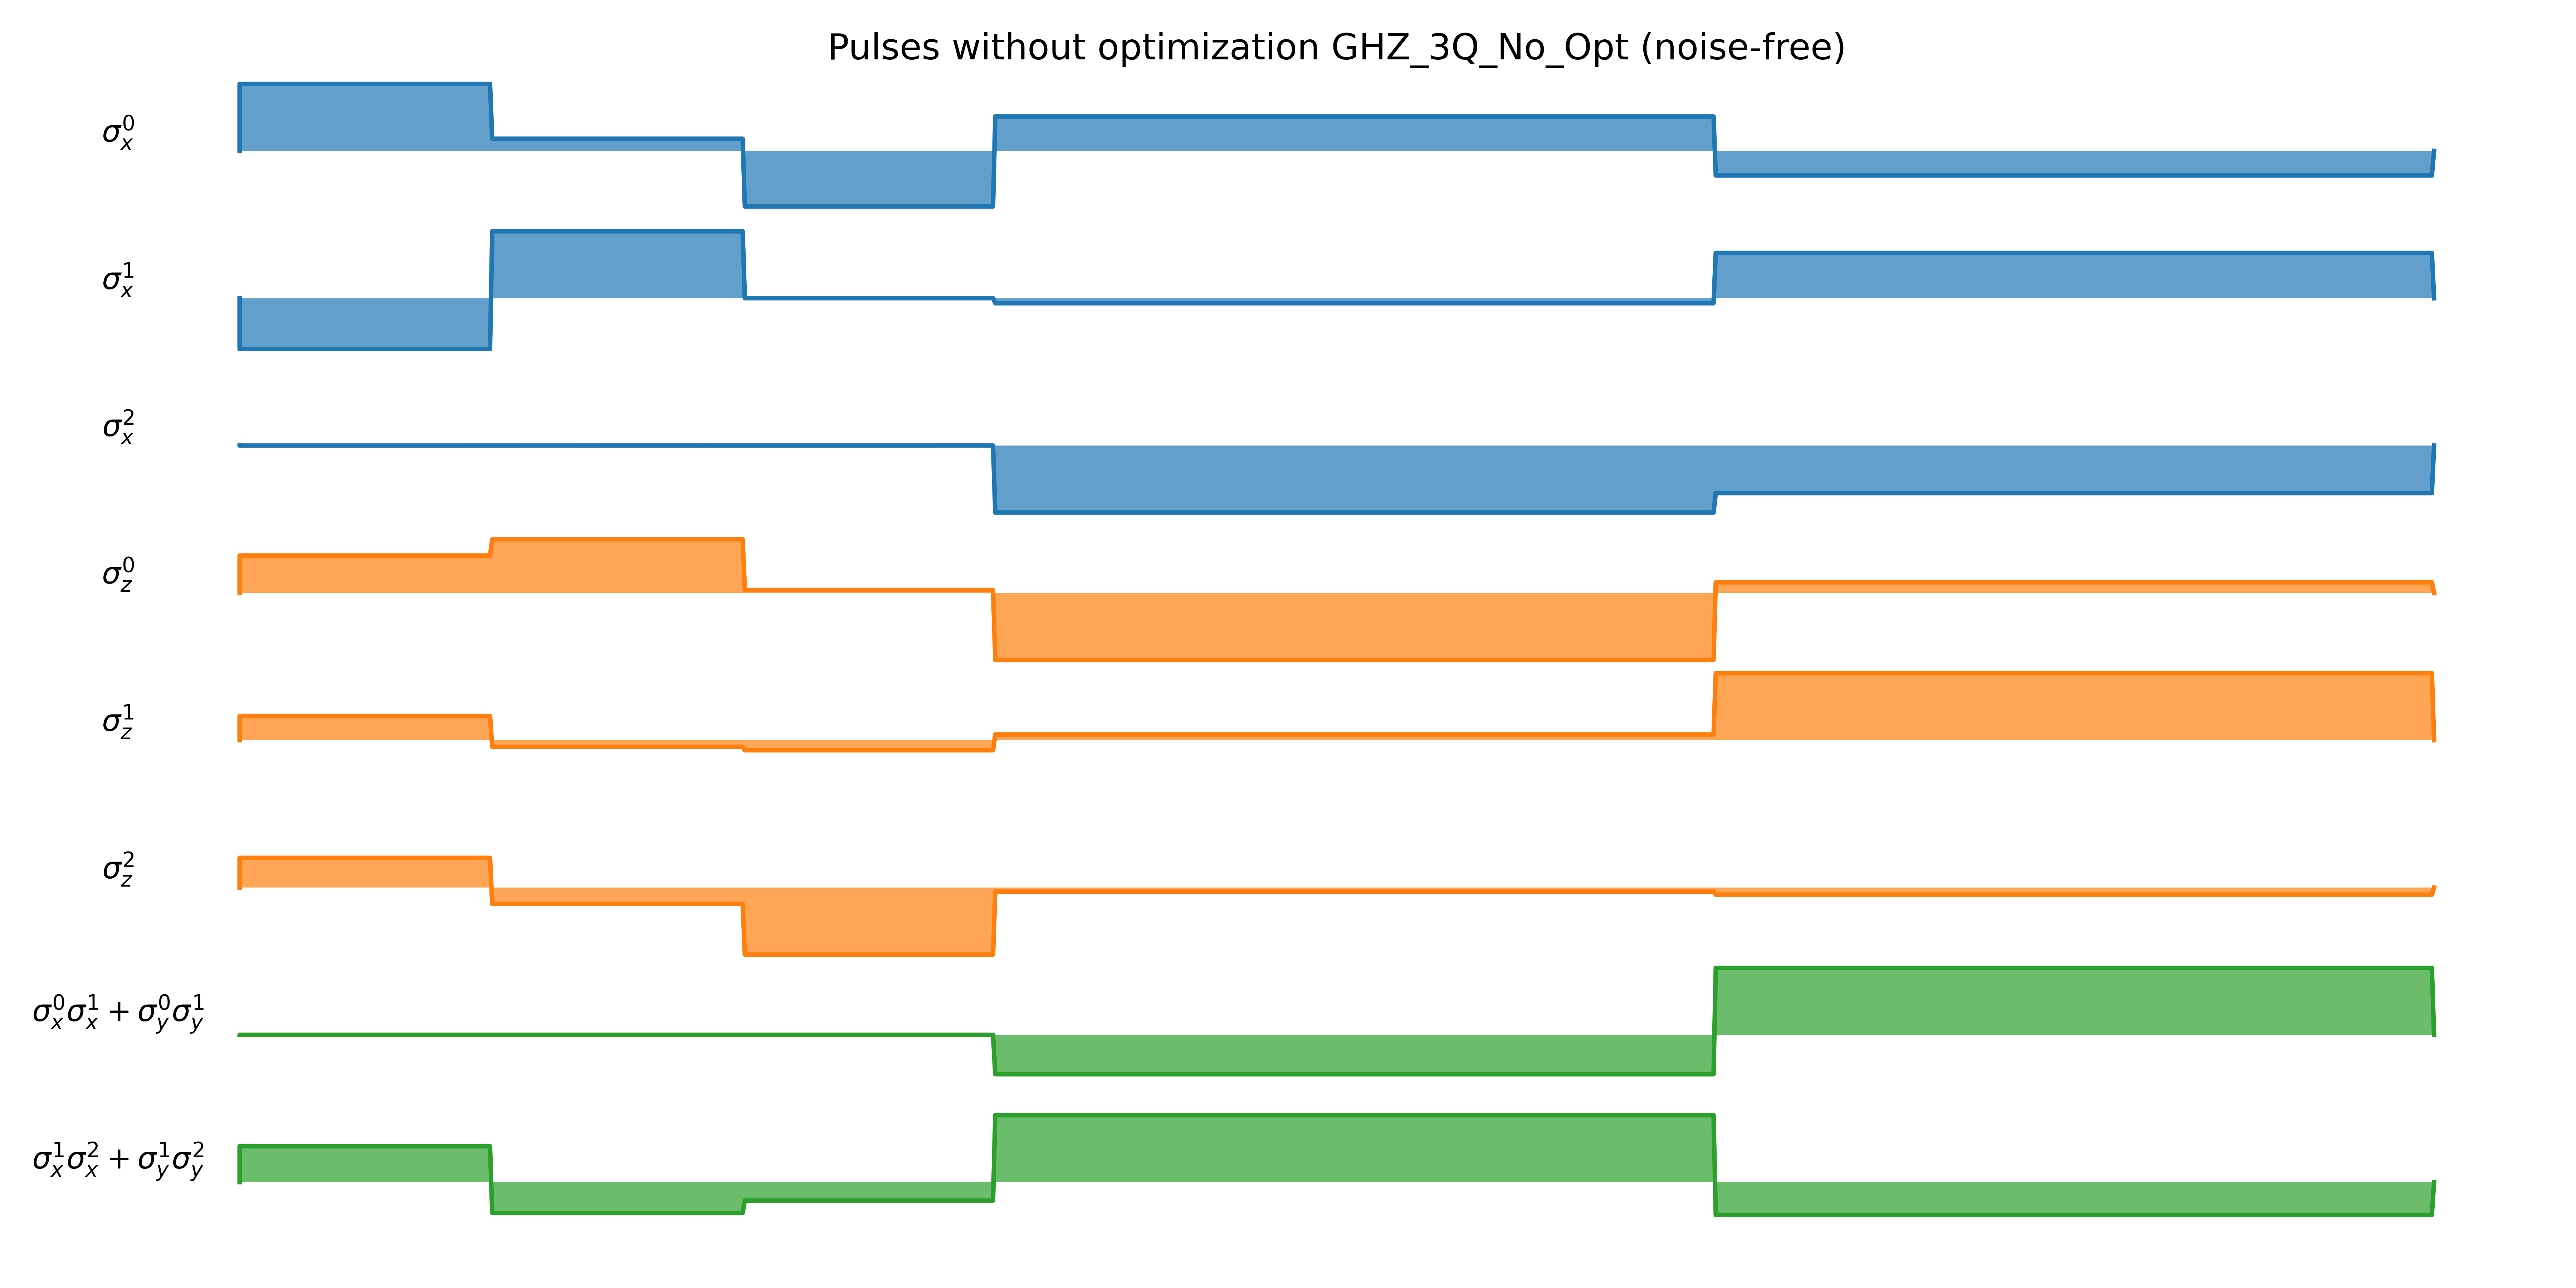 Pulses without optimization GHZ_3Q_No_Opt (noise-free)
σ_x^0
σ_x^1
σ_x^2
σ_z^0
σ_z^1
σ_z^2
σ_x^0σ_x^1 + σ_y^0σ_y^1
σ_x^1σ_x^2 + σ_y^1σ_y^2